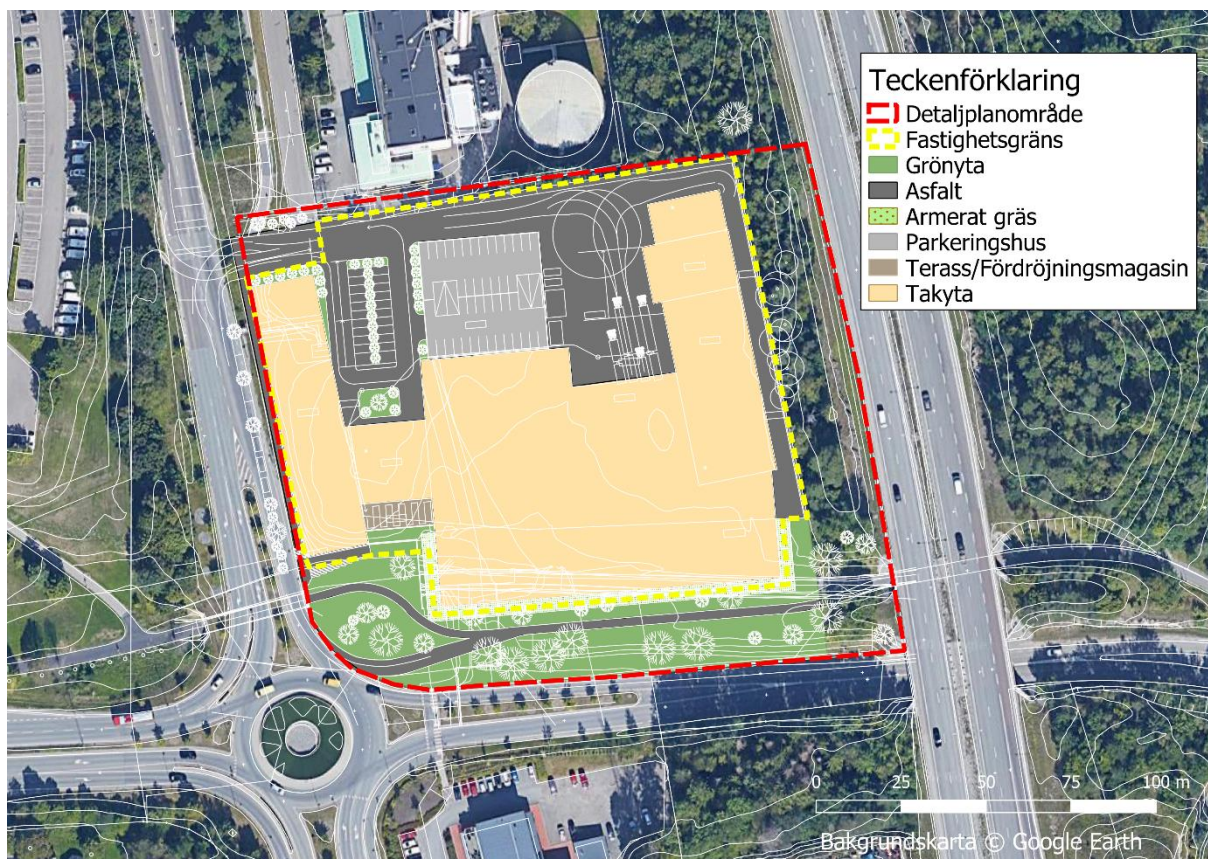 Teckenförklaring
Detaljplanområde
Fastighetsgräns
Grönyta
Asfalt
Armerat gräs
Parkeringshus
Terass/Fördröjningsmagasin
Takyta
0 25 50 75 100 m
Bakgrundskarta © Google Earth